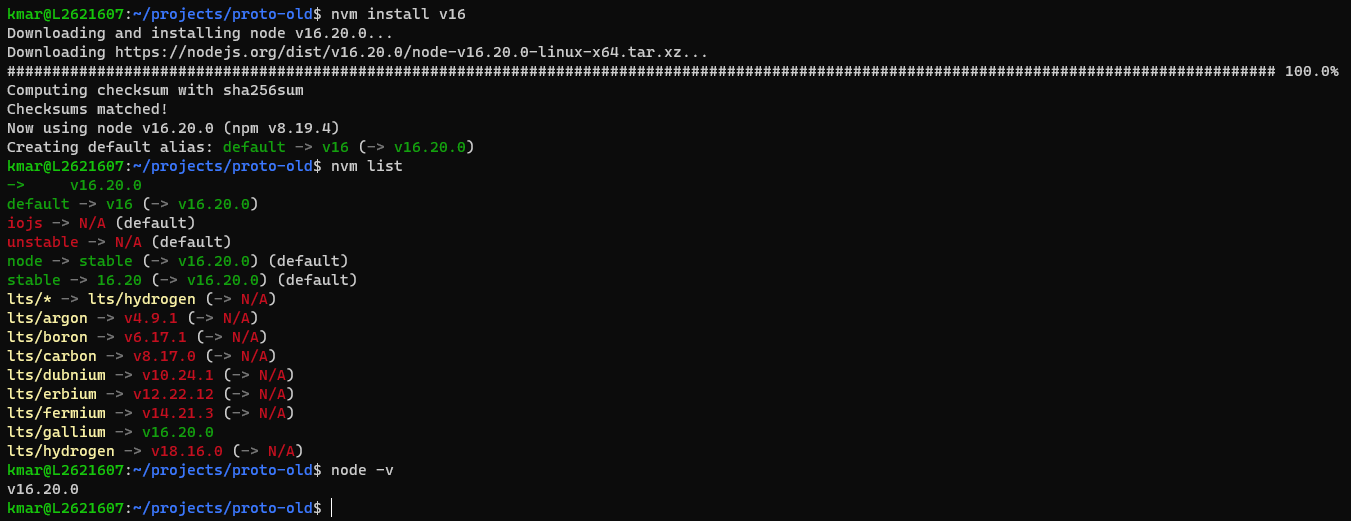 kmar@L2621607:~/projects/proto-old$ nvm install v16
Downloading and installing node v16.20.0...
Downloading https://nodejs.org/dist/v16.20.0/node-v16.20.0-linux-x64.tar.xz...
############################################################################################################################################# 100.0%
Computing checksum with sha256sum
Checksums matched!
Now using node v16.20.0 (npm v8.19.4)
Creating default alias: default -> v16 (-> v16.20.0)
kmar@L2621607:~/projects/proto-old$ nvm list
->     v16.20.0
default -> v16 (-> v16.20.0)
iojs -> N/A (default)
unstable -> N/A (default)
node -> stable (-> v16.20.0) (default)
stable -> 16.20 (-> v16.20.0) (default)
lts/* -> lts/hydrogen (-> N/A)
lts/argon -> v4.9.1 (-> N/A)
lts/boron -> v6.17.1 (-> N/A)
lts/carbon -> v8.17.0 (-> N/A)
lts/dubnium -> v10.24.1 (-> N/A)
lts/erbium -> v12.22.12 (-> N/A)
lts/fermium -> v14.21.3 (-> N/A)
lts/gallium -> v16.20.0
lts/hydrogen -> v18.16.0 (-> N/A)
kmar@L2621607:~/projects/proto-old$ node -v
v16.20.0
kmar@L2621607:~/projects/proto-old$